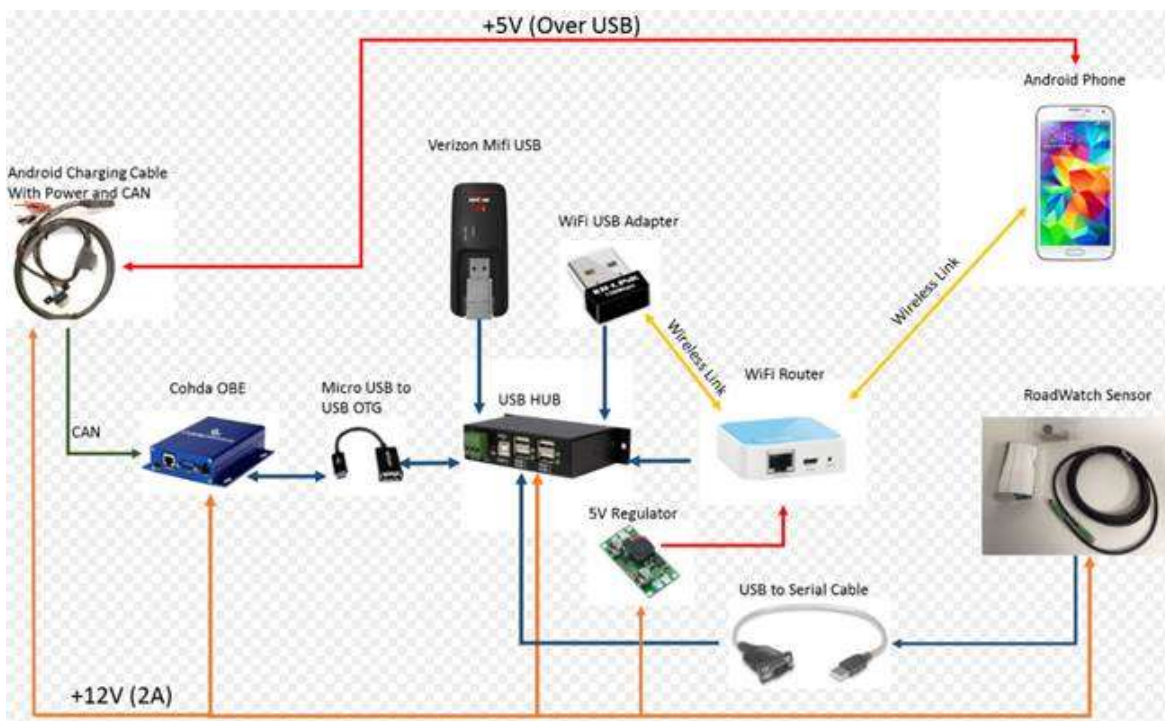 +5V (Over USB)
Android Phone
Verizon Mifi USB
Android Charging Cable
With Power and CAN
WiFi USB Adapter
Wireless Link
Wireless Link
WiFi Router
Cohda OBE
Micro USB to
USB OTG
USB HUB
RoadWatch Sensor
CAN
5V Regulator
USB to Serial Cable
+12V (2A)